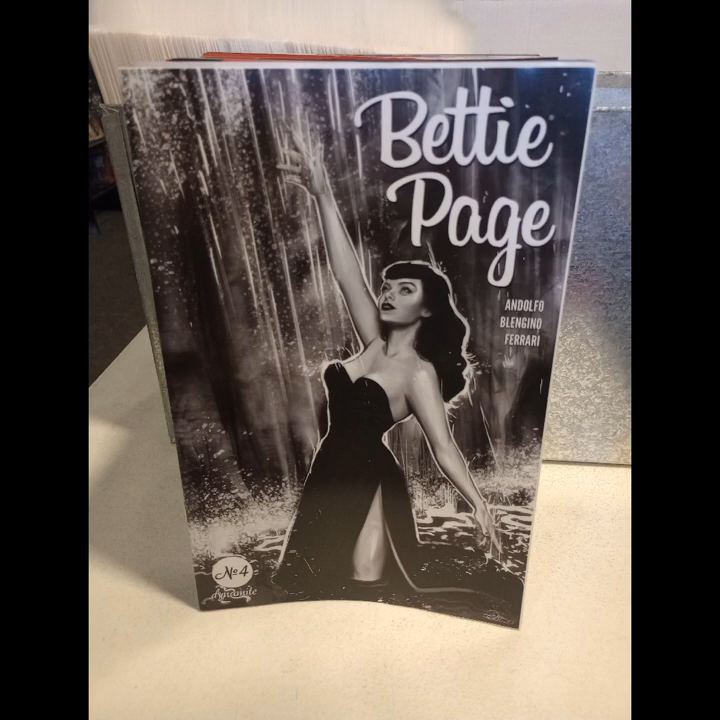 Bettie
Page
ANDOLFO
BLENGINO
FERRARI
No4
dynamite